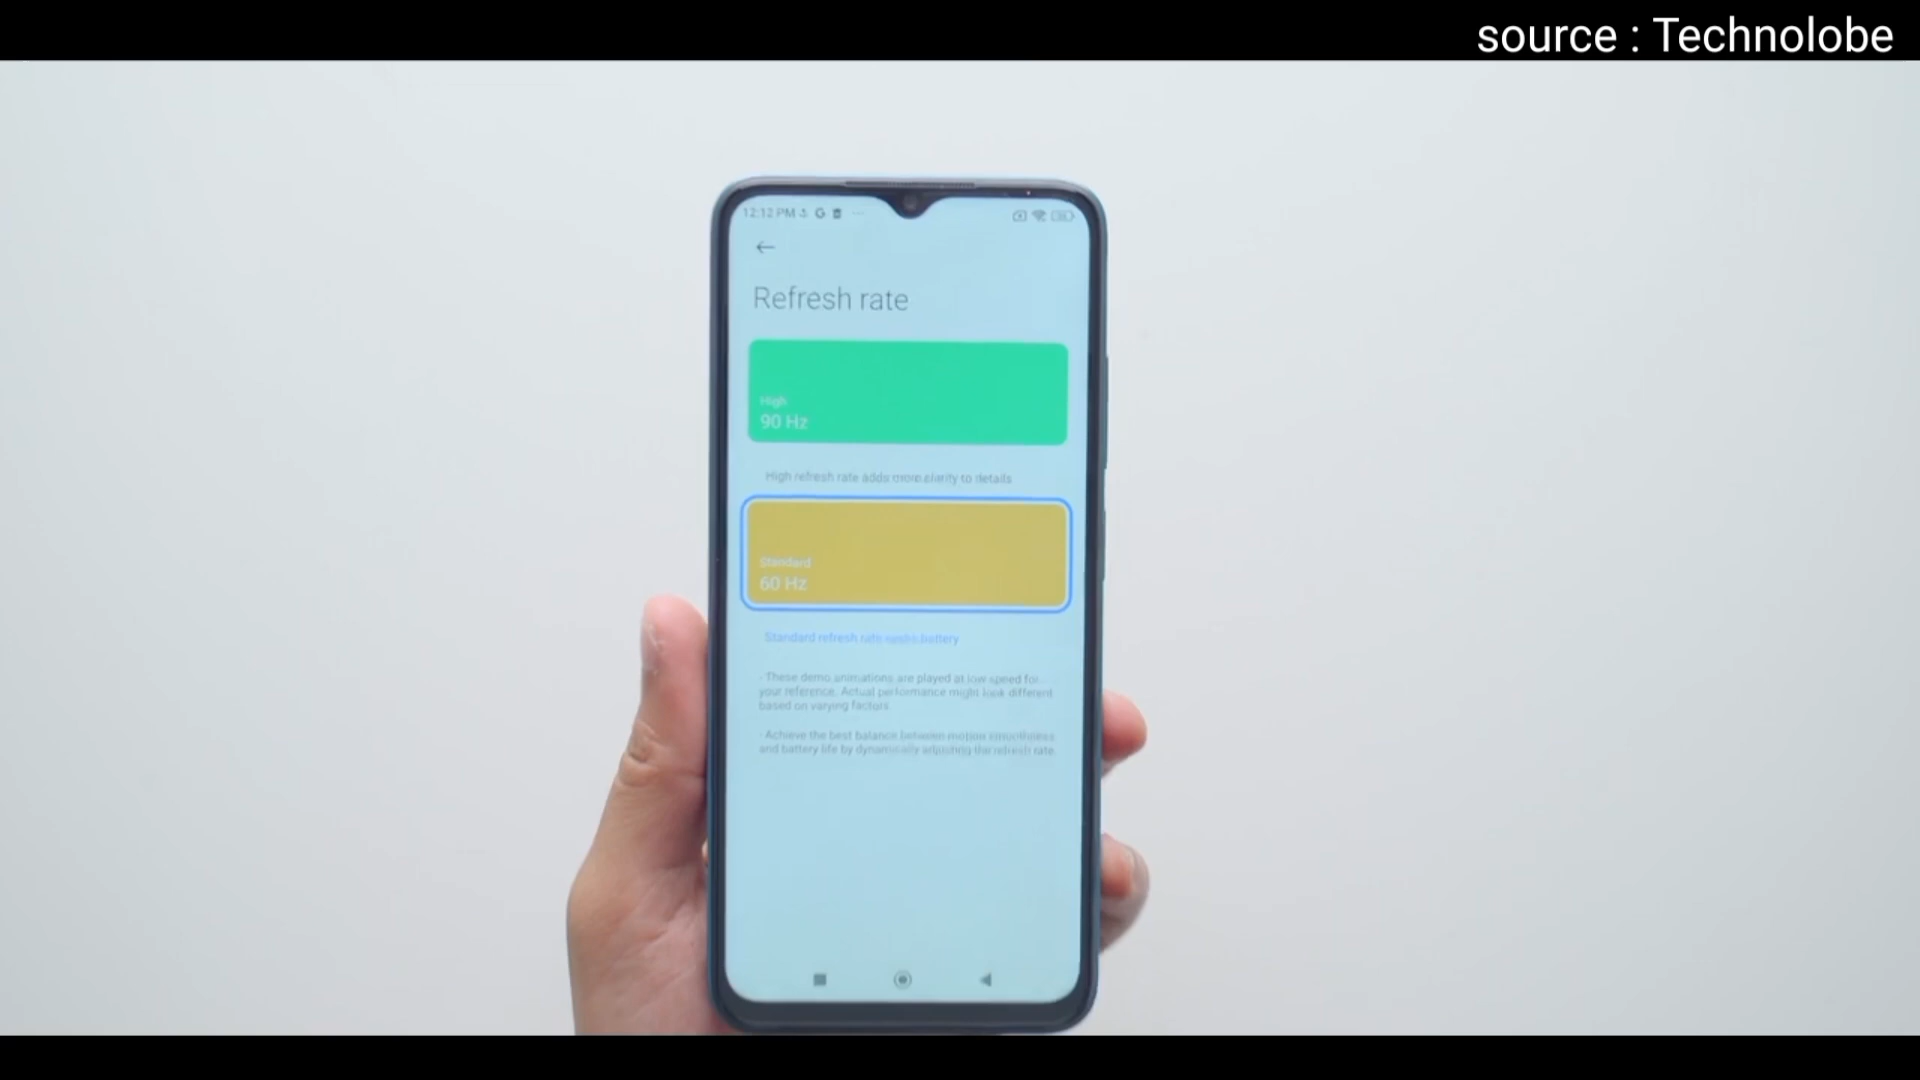 source : Technolobe
12:12 PM
Refresh rate
High
90 Hz
High refresh rate adds more clarity to details
Standard
60 Hz
Standard refresh rate saves battery
- These demo animations are played at low speed for
your reference. Actual performance might look different
based on varying factors.
- Achieve the best balance between motion smoothness
and battery life by dynamically adjusting the refresh rate.